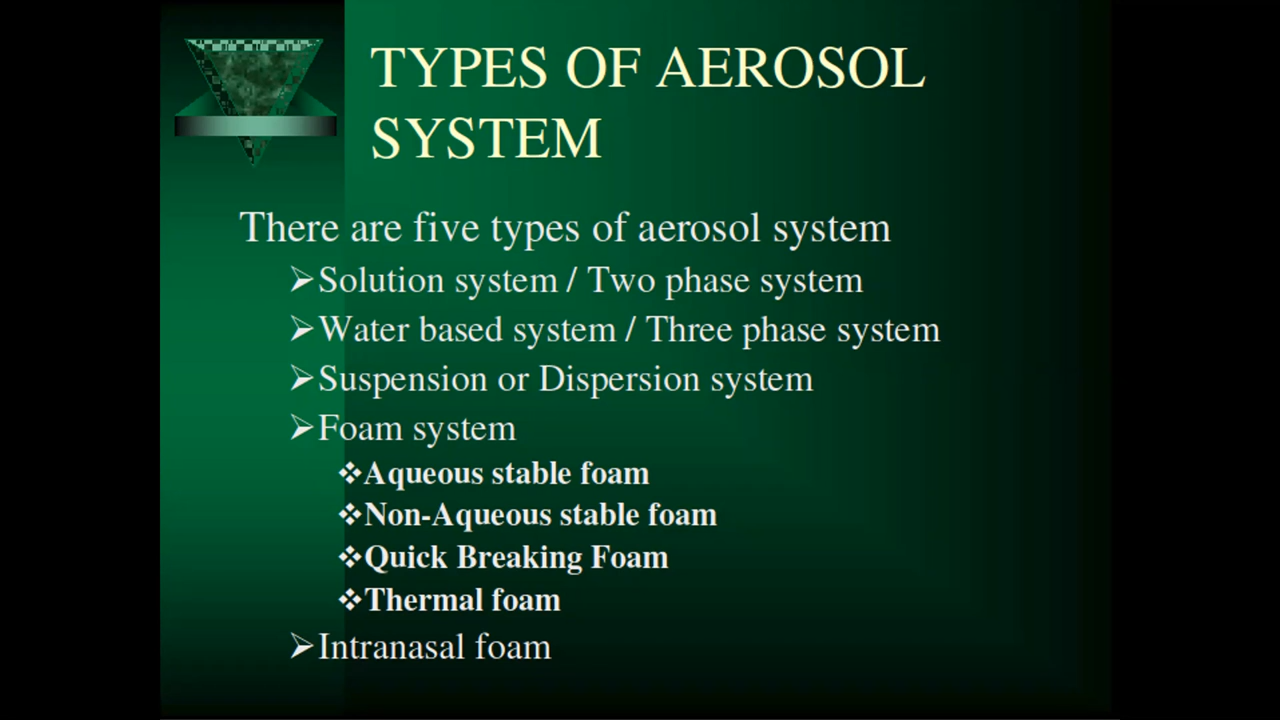 TYPES OF AEROSOL
SYSTEM
There are five types of aerosol system
➢Solution system / Two phase system
➢Water based system / Three phase system
➢Suspension or Dispersion system
➢Foam system
❖Aqueous stable foam
❖Non-Aqueous stable foam
❖Quick Breaking Foam
❖Thermal foam
➢Intranasal foam